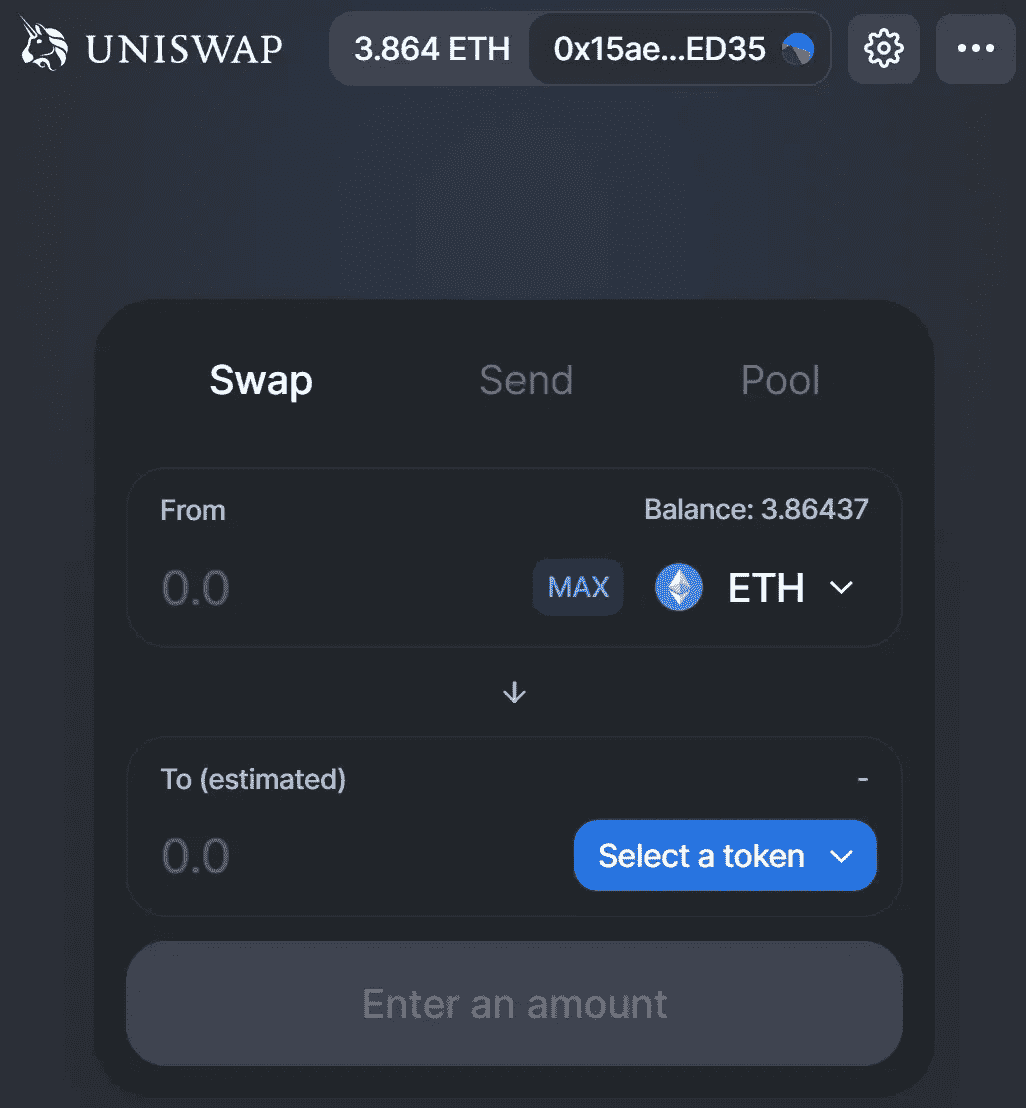 UNISWAP 3.864 ETH 0x15ae...ED35
Swap Send Pool
From Balance: 3.86437
0.0 MAX ETH
To (estimated) -
0.0 Select a token
Enter an amount